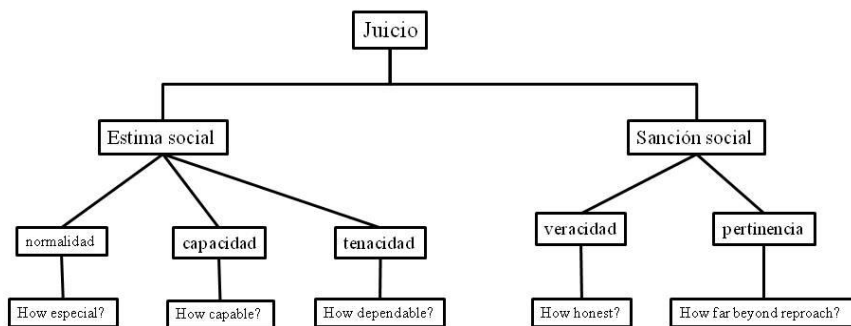 Juicio
Estima social
Sanción social
normalidad
capacidad
tenacidad
veracidad
pertinencia
How especial?
How capable?
How dependable?
How honest?
How far beyond reproach?